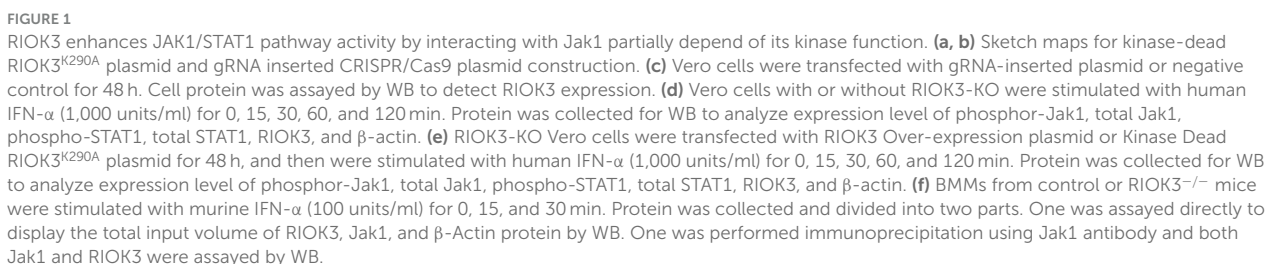 FIGURE 1
RIOK3 enhances JAK1/STAT1 pathway activity by interacting with Jak1 partially depend of its kinase function. (a, b) Sketch maps for kinase-dead
RIOK3K290A plasmid and gRNA inserted CRISPR/Cas9 plasmid construction. (c) Vero cells were transfected with gRNA-inserted plasmid or negative
control for 48 h. Cell protein was assayed by WB to detect RIOK3 expression. (d) Vero cells with or without RIOK3-KO were stimulated with human
IFN-α (1,000 units/ml) for 0, 15, 30, 60, and 120 min. Protein was collected for WB to analyze expression level of phosphor-Jak1, total Jak1,
phospho-STAT1, total STAT1, RIOK3, and β-actin. (e) RIOK3-KO Vero cells were transfected with RIOK3 Over-expression plasmid or Kinase Dead
RIOK3K290A plasmid for 48 h, and then were stimulated with human IFN-α (1,000 units/ml) for 0, 15, 30, 60, and 120 min. Protein was collected for WB
to analyze expression level of phosphor-Jak1, total Jak1, phospho-STAT1, total STAT1, RIOK3, and β-actin. (f) BMMs from control or RIOK3−/− mice
were stimulated with murine IFN-α (100 units/ml) for 0, 15, and 30 min. Protein was collected and divided into two parts. One was assayed directly to
display the total input volume of RIOK3, Jak1, and β-Actin protein by WB. One was performed immunoprecipitation using Jak1 antibody and both
Jak1 and RIOK3 were assayed by WB.